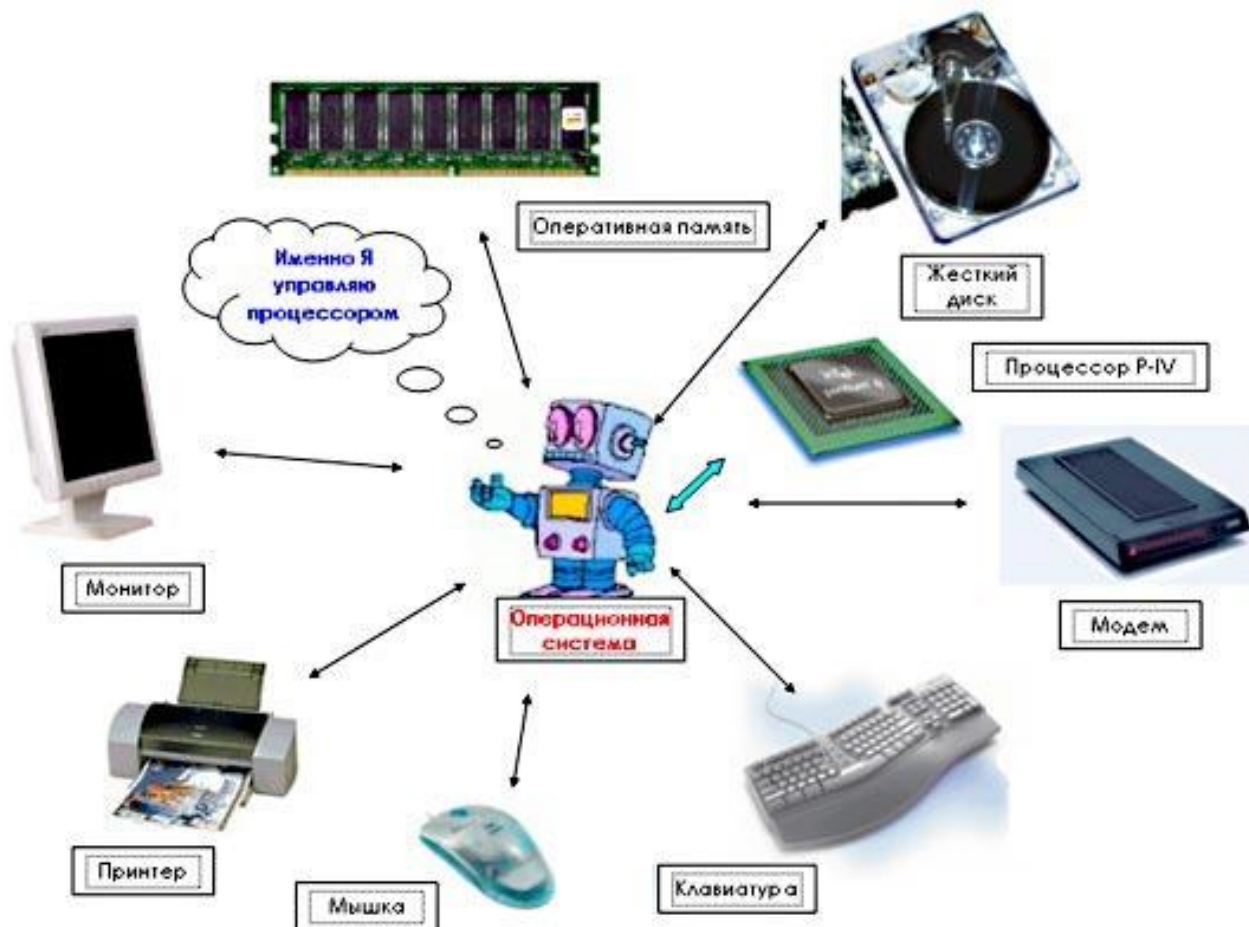 Оперативная память
Именно Я
управляю
процессором
Жесткий
диск
Процессор P-IV
Монитор
Модем
Операционная
система
Принтер
Мышка
Клавиатура